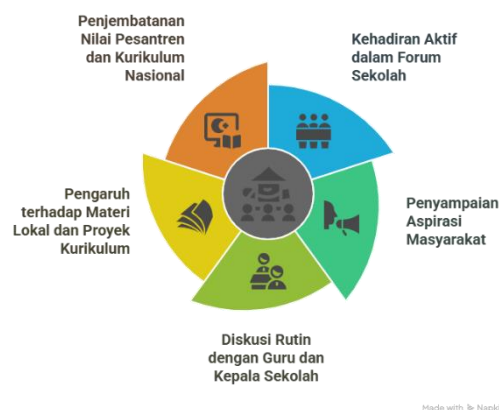 Penjembatanan
Nilai Pesantren
dan Kurikulum
Nasional
Kehadiran Aktif
dalam Forum
Sekolah
Penyampaian
Aspirasi
Masyarakat
Diskusi Rutin
dengan Guru dan
Kepala Sekolah
Pengaruh
terhadap Materi
Lokal dan Proyek
Kurikulum
Made with Napki